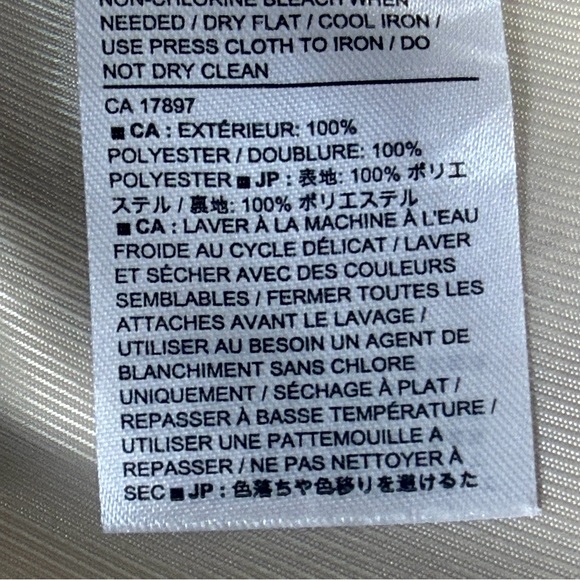 NON-CHLORINE BLEACH WHEN
NEEDED / DRY FLAT / COOL IRON /
USE PRESS CLOTH TO IRON / DO
NOT DRY CLEAN
CA 17897
■ CA : EXTÉRIEUR: 100%
POLYESTER / DOUBLURE: 100%
POLYESTER ■ JP : 表地: 100% ポリエ
ステル / 裏地: 100% ポリエステル
■ CA : LAVER À LA MACHINE À L'EAU
FROIDE AU CYCLE DÉLICAT / LAVER
ET SÉCHER AVEC DES COULEURS
SEMBLABLES / FERMER TOUTES LES
ATTACHES AVANT LE LAVAGE /
UTILISER AU BESOIN UN AGENT DE
BLANCHIMENT SANS CHLORE
UNIQUEMENT / SÉCHAGE À PLAT /
REPASSER À BASSE TEMPÉRATURE /
UTILISER UNE PATTEMOUILLE A
REPASSER / NE PAS NETTOYER À
SEC ■ JP : 色落ちや色移りを避けるた